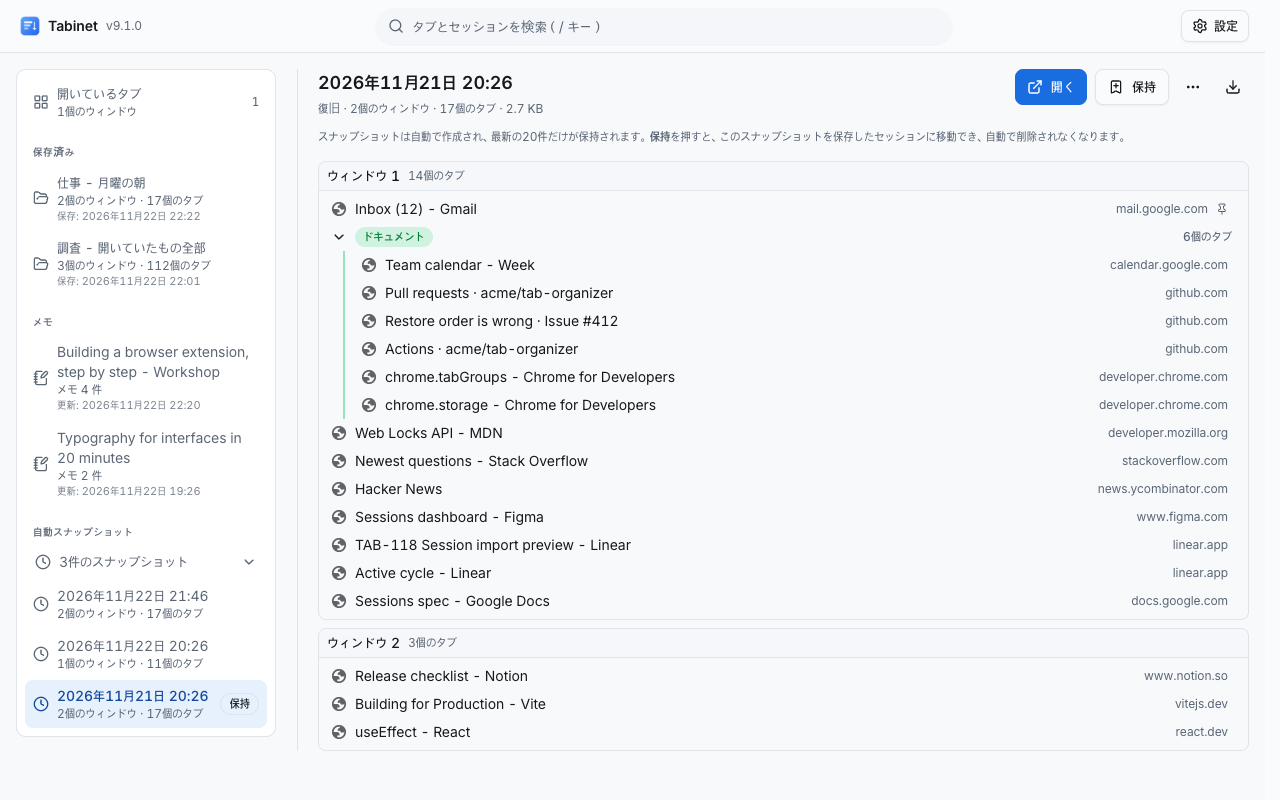 Tabinet v9.1.0
タブとセッションを検索 ( / キー )
設定
開いているタブ
1個のウィンドウ
1
保存済み
仕事 - 月曜の朝
2個のウィンドウ · 17個のタブ
保存: 2026年11月22日 22:22
調査 - 開いていたもの全部
3個のウィンドウ · 112個のタブ
保存: 2026年11月22日 22:01
メモ
Building a browser extension,
step by step - Workshop
メモ 4 件
更新: 2026年11月22日 22:20
Typography for interfaces in
20 minutes
メモ 2 件
更新: 2026年11月22日 19:26
自動スナップショット
3件のスナップショット
2026年11月22日 21:46
2個のウィンドウ · 17個のタブ
2026年11月22日 20:26
1個のウィンドウ · 11個のタブ
2026年11月21日 20:26
2個のウィンドウ · 17個のタブ
保持
2026年11月21日 20:26
復旧 · 2個のウィンドウ · 17個のタブ · 2.7 KB
開く
保持
スナップショットは自動で作成され、最新の20件だけが保持されます。保持を押すと、このスナップショットを保存したセッションに移動でき、自動で削除されなくなります。
ウィンドウ 1 14個のタブ
Inbox (12) - Gmail mail.google.com
ドキュメント 6個のタブ
Team calendar - Week calendar.google.com
Pull requests · acme/tab-organizer github.com
Restore order is wrong · Issue #412 github.com
Actions · acme/tab-organizer github.com
chrome.tabGroups - Chrome for Developers developer.chrome.com
chrome.storage - Chrome for Developers developer.chrome.com
Web Locks API - MDN developer.mozilla.org
Newest questions - Stack Overflow stackoverflow.com
Hacker News news.ycombinator.com
Sessions dashboard - Figma www.figma.com
TAB-118 Session import preview - Linear linear.app
Active cycle - Linear linear.app
Sessions spec - Google Docs docs.google.com
ウィンドウ 2 3個のタブ
Release checklist - Notion www.notion.so
Building for Production - Vite vitejs.dev
useEffect - React react.dev